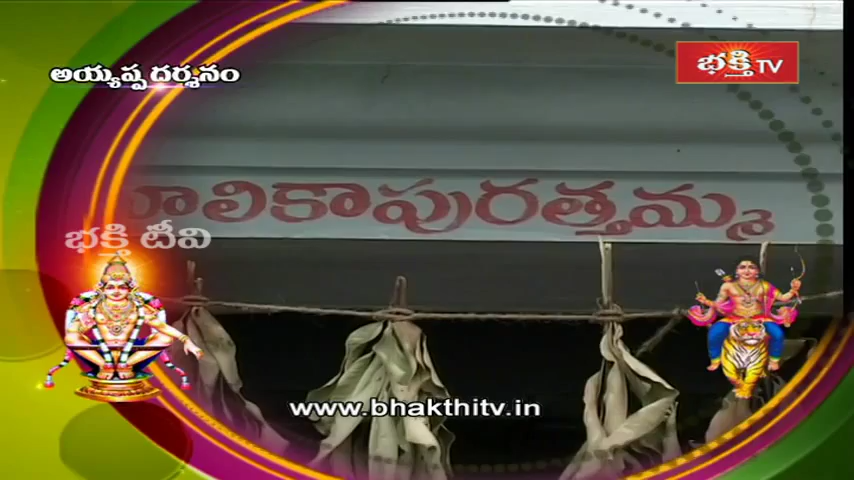 అయ్యప్ప దర్శనం
భక్తి TV
మాలికాపురత్తమ్మ
భక్తి టీవి
www.bhakthitv.in